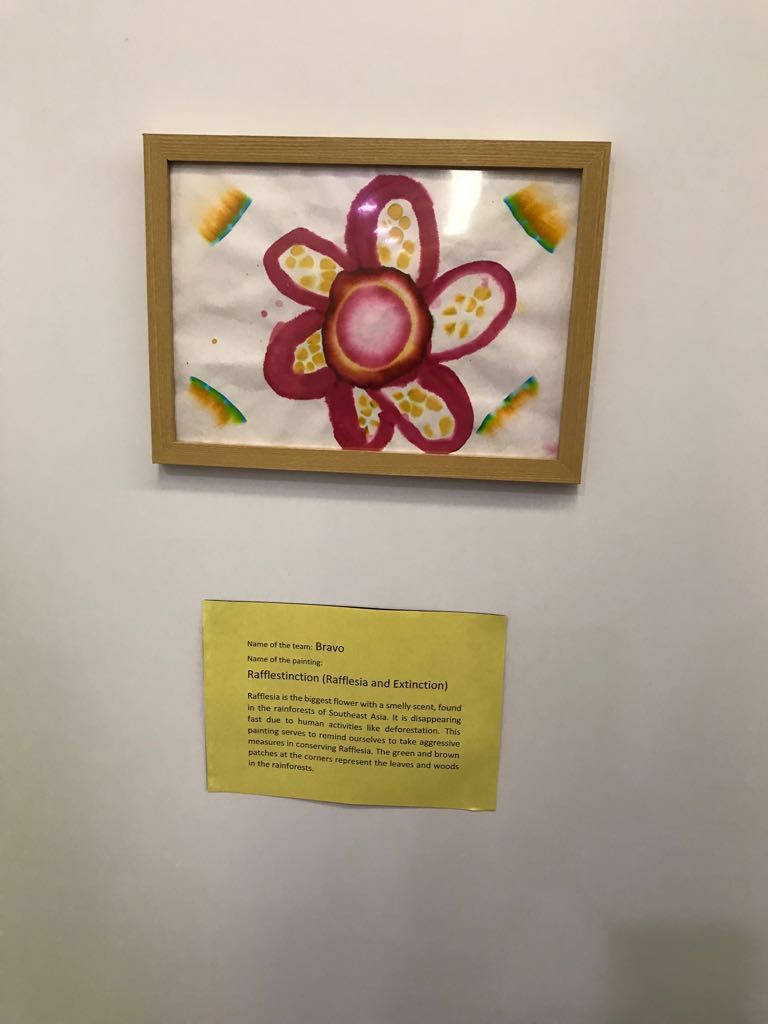 Name of the team: Bravo
Name of the painting:
Rafflestinction (Rafflesia and Extinction)
Rafflesia is the biggest flower with a smelly scent, found
in the rainforests of Southeast Asia. It is disappearing
fast due to human activities like deforestation. This
painting serves to remind ourselves to take aggressive
measures in conserving Rafflesia. The green and brown
patches at the corners represent the leaves and woods
in the rainforests.